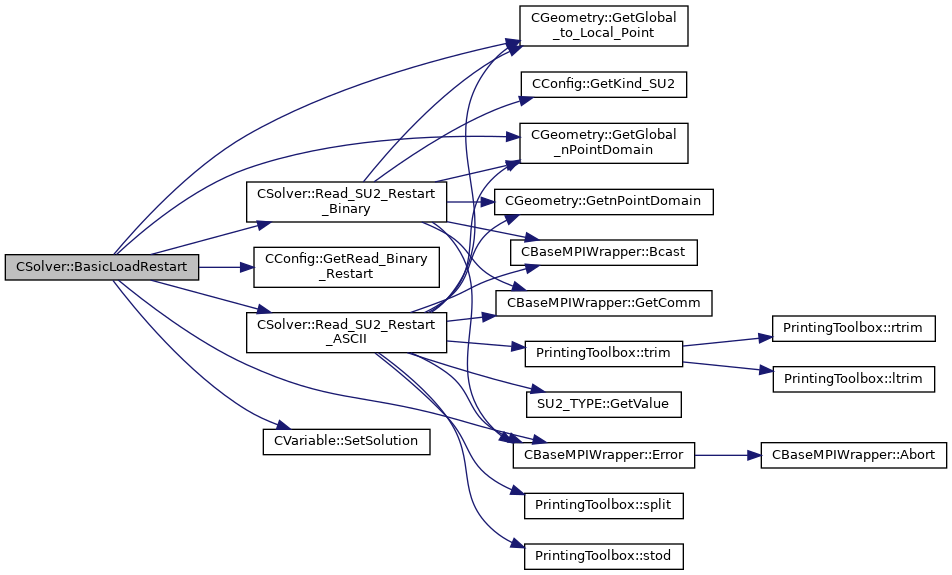 CGeometry::GetGlobal
_to_Local_Point
CConfig::GetKind_SU2
CGeometry::GetGlobal
_nPointDomain
CSolver::Read_SU2_Restart
_Binary
CGeometry::GetnPointDomain
CBaseMPIWrapper::Bcast
CSolver::BasicLoadRestart
CConfig::GetRead_Binary
_Restart
CBaseMPIWrapper::GetComm
CSolver::Read_SU2_Restart
_ASCII
PrintingToolbox::rtrim
PrintingToolbox::trim
PrintingToolbox::ltrim
SU2_TYPE::GetValue
CVariable::SetSolution
CBaseMPIWrapper::Error
CBaseMPIWrapper::Abort
PrintingToolbox::split
PrintingToolbox::stod